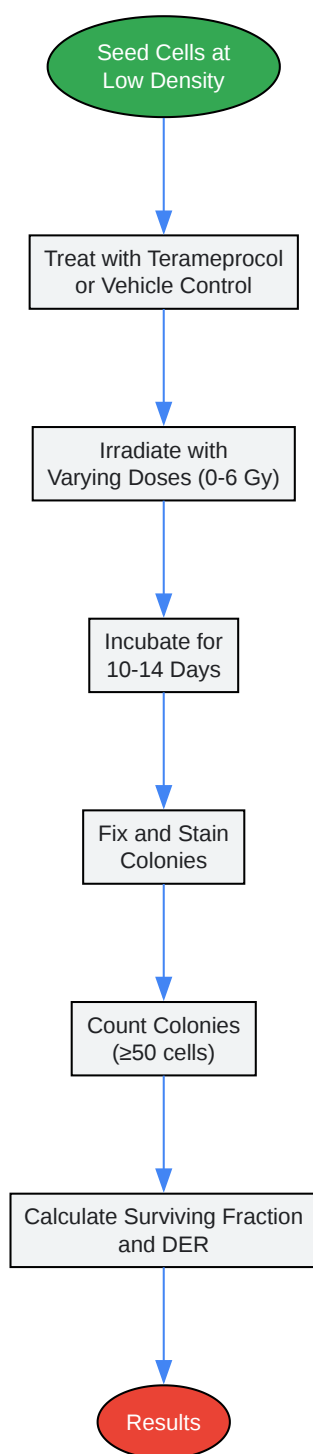 Seed Cells at
Low Density
Treat with Terameprocol
or Vehicle Control
Irradiate with
Varying Doses (0-6 Gy)
Incubate for
10-14 Days
Fix and Stain
Colonies
Count Colonies
(≥50 cells)
Calculate Surviving Fraction
and DER
Results